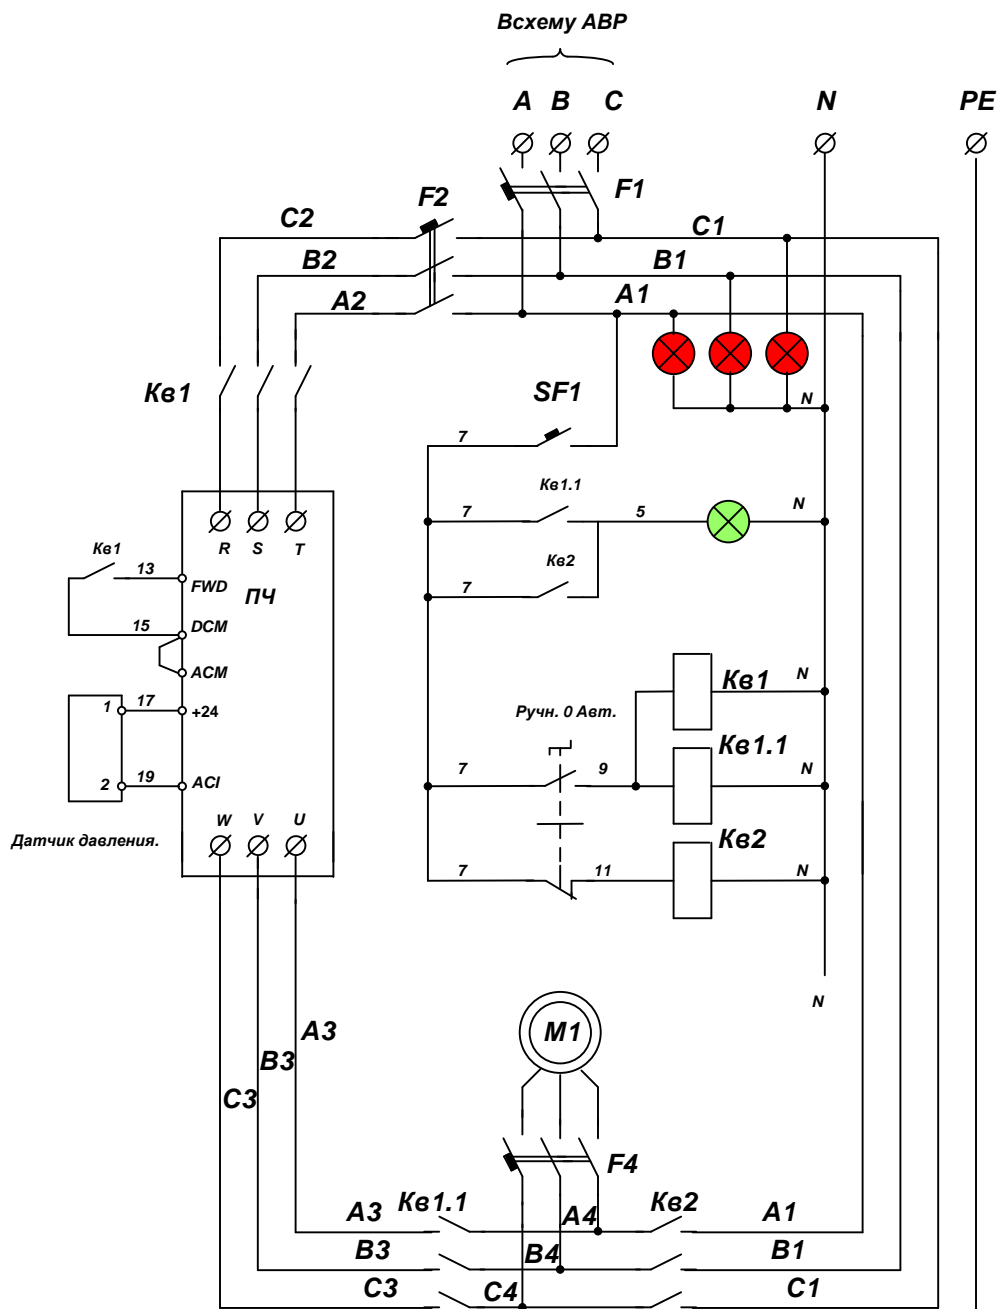 Всхему АВР
A B C N PE
F2 F1
C2 C1
B2 B1
A2 A1
Кв1 SF1 N
7
Кв1.1
7 5 N
R S T
Кв1 Кв2
13 FWD ПЧ 7
15 DCM
ACM
Кв1 N
1 17 +24 Ручн. 0 Авт.
Кв1.1
7 9 N
2 19 ACI
W V U
Датчик давления.
Кв2
7 11 N
N
A3 M1
B3
C3
F4
A3 Кв1.1 A4 Кв2 A1
B3 B4 B1
C3 C4 C1